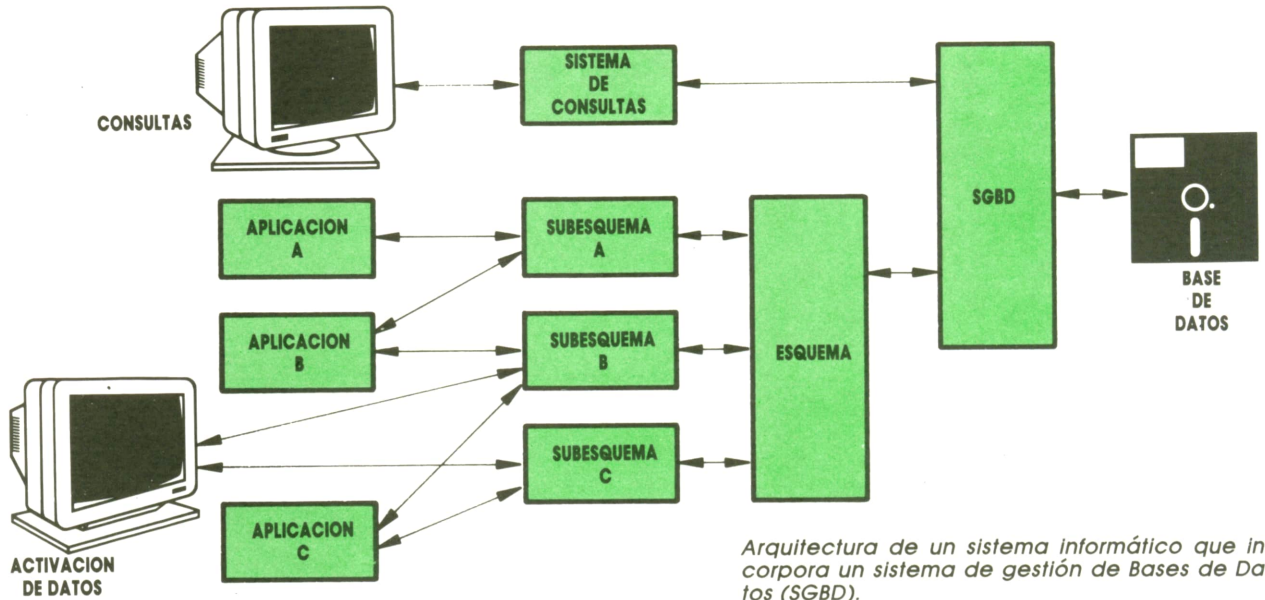 CONSULTAS
SISTEMA
DE
CONSULTAS
SGBD
BASE
DE
DATOS
APLICACION
A
SUBESQUEMA
A
APLICACION
B
SUBESQUEMA
B
ESQUEMA
SUBESQUEMA
C
APLICACION
C
ACTIVACION
DE DATOS
Arquitectura de un sistema informático que in
corpora un sistema de gestión de Bases de Da
tos (SGBD).